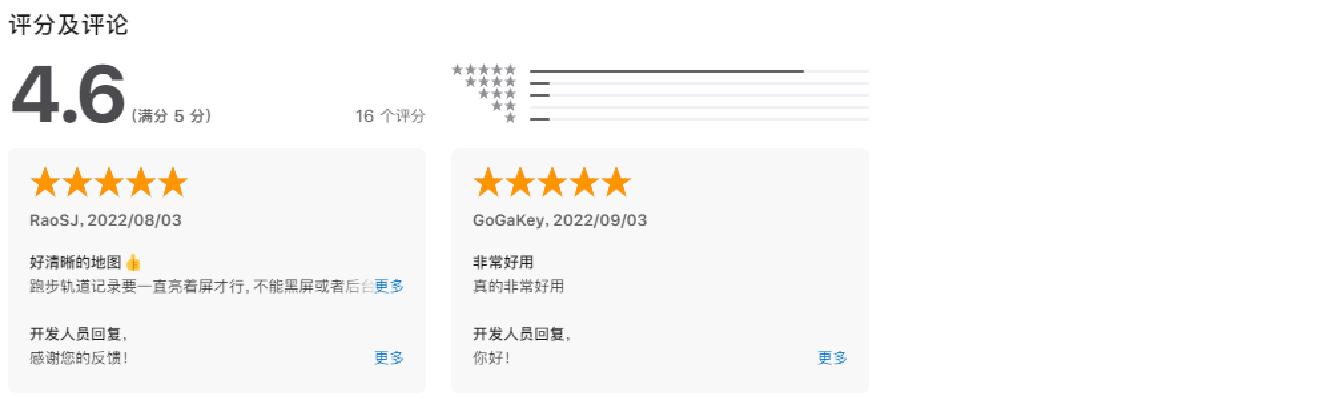 评分及评论
4.6 (满分 5 分)
16 个评分
RaoSJ, 2022/08/03
好清晰的地图👍
跑步轨道记录要一直亮着屏才行, 不能黑屏或者后台
更多
开发人员回复,
感谢您的反馈!
更多
GoGaKey, 2022/09/03
非常好用
真的非常好用
开发人员回复,
你好!
更多